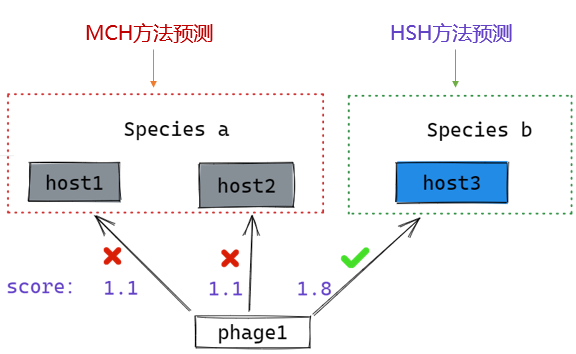 MCH方法预测
HSH方法预测
Species a
Species b
host1
host2
host3
score: 1.1 1.1 1.8
phage1